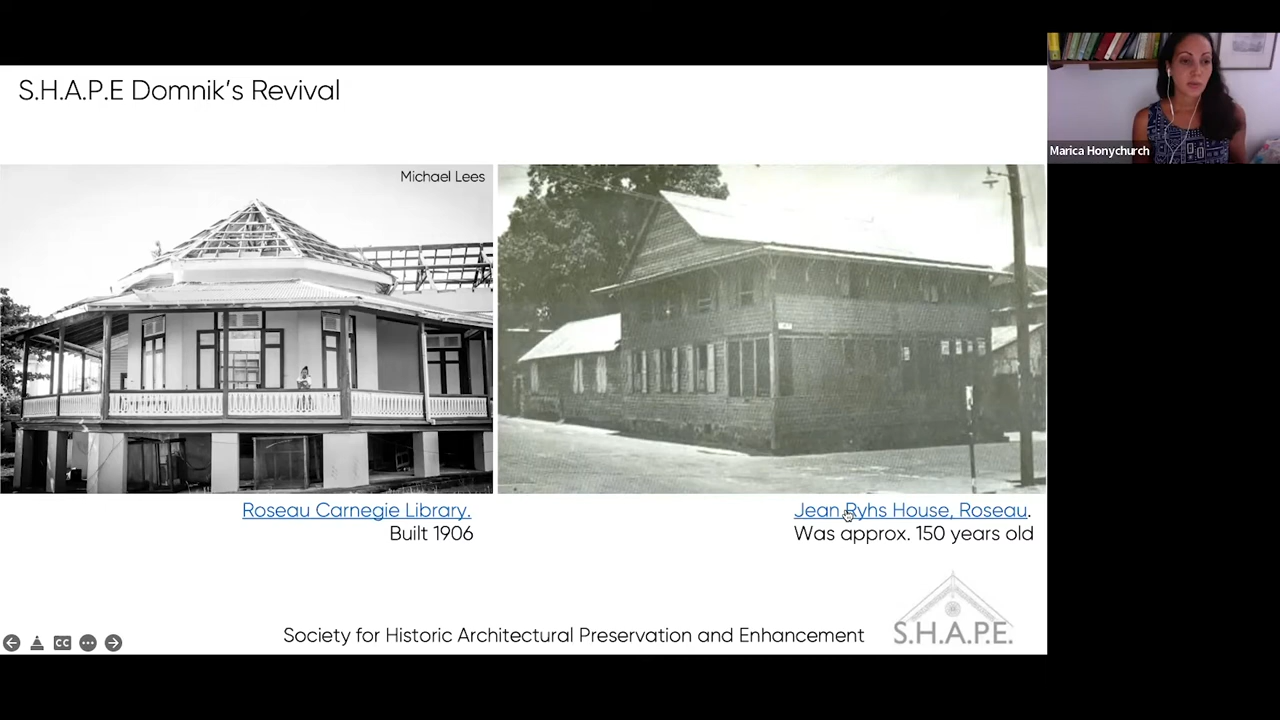 S.H.A.P.E Domnik's Revival
Marica Honychurch
Michael Lees
Roseau Carnegie Library.
Built 1906
Jean Ryhs House, Roseau.
Was approx. 150 years old
Society for Historic Architectural Preservation and Enhancement
S.H.A.P.E.
CC